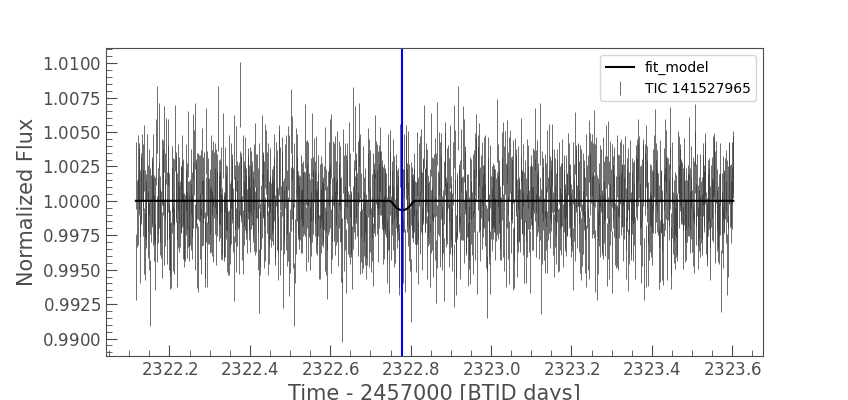 1.0100
1.0075
1.0050
1.0025
1.0000
0.9975
0.9950
0.9925
0.9900
Normalized Flux
fit_model
TIC 141527965
2322.2 2322.4 2322.6 2322.8 2323.0 2323.2 2323.4 2323.6
Time - 2457000 [BTJD days]